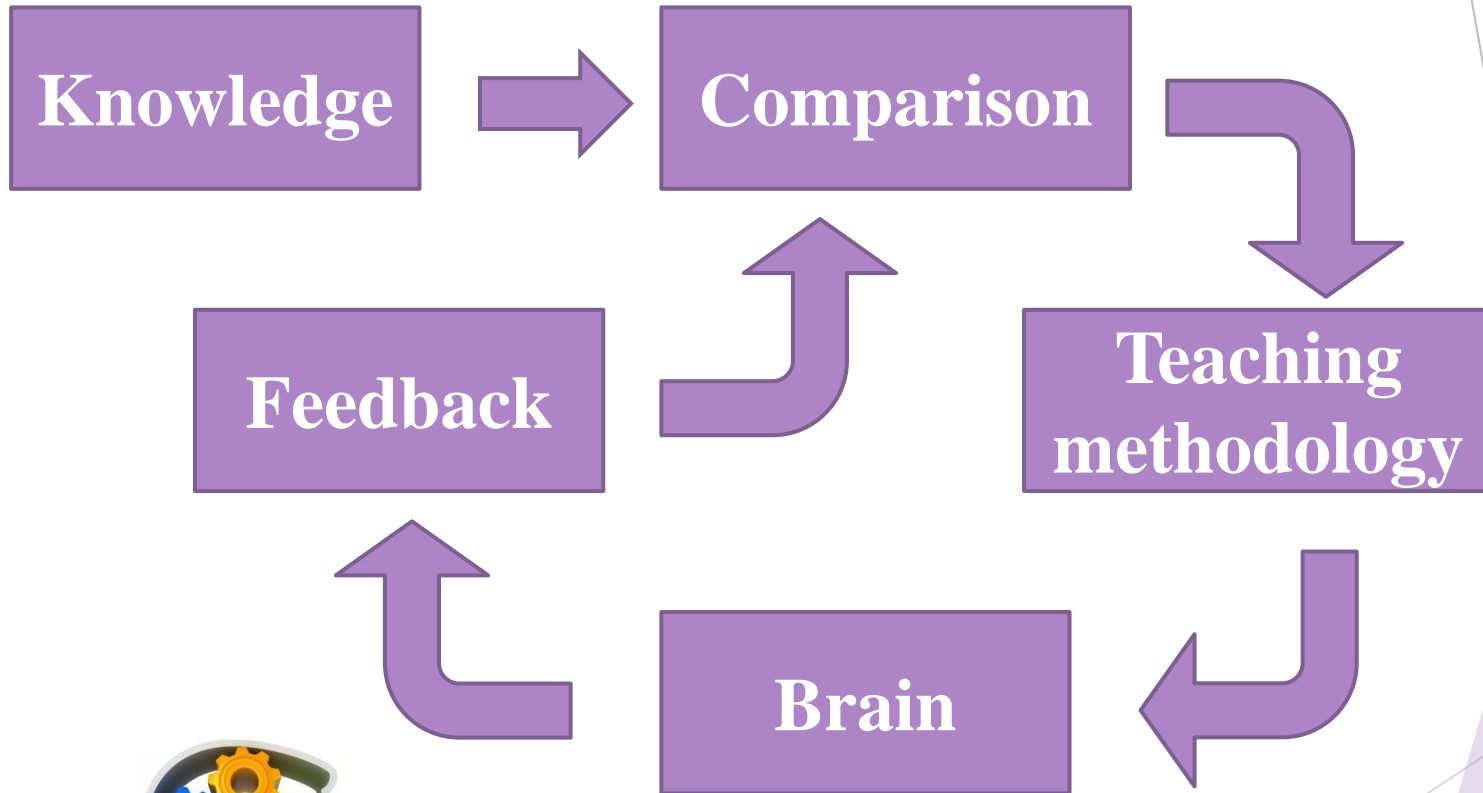 Knowledge
Comparison
Feedback
Teaching
methodology
Brain